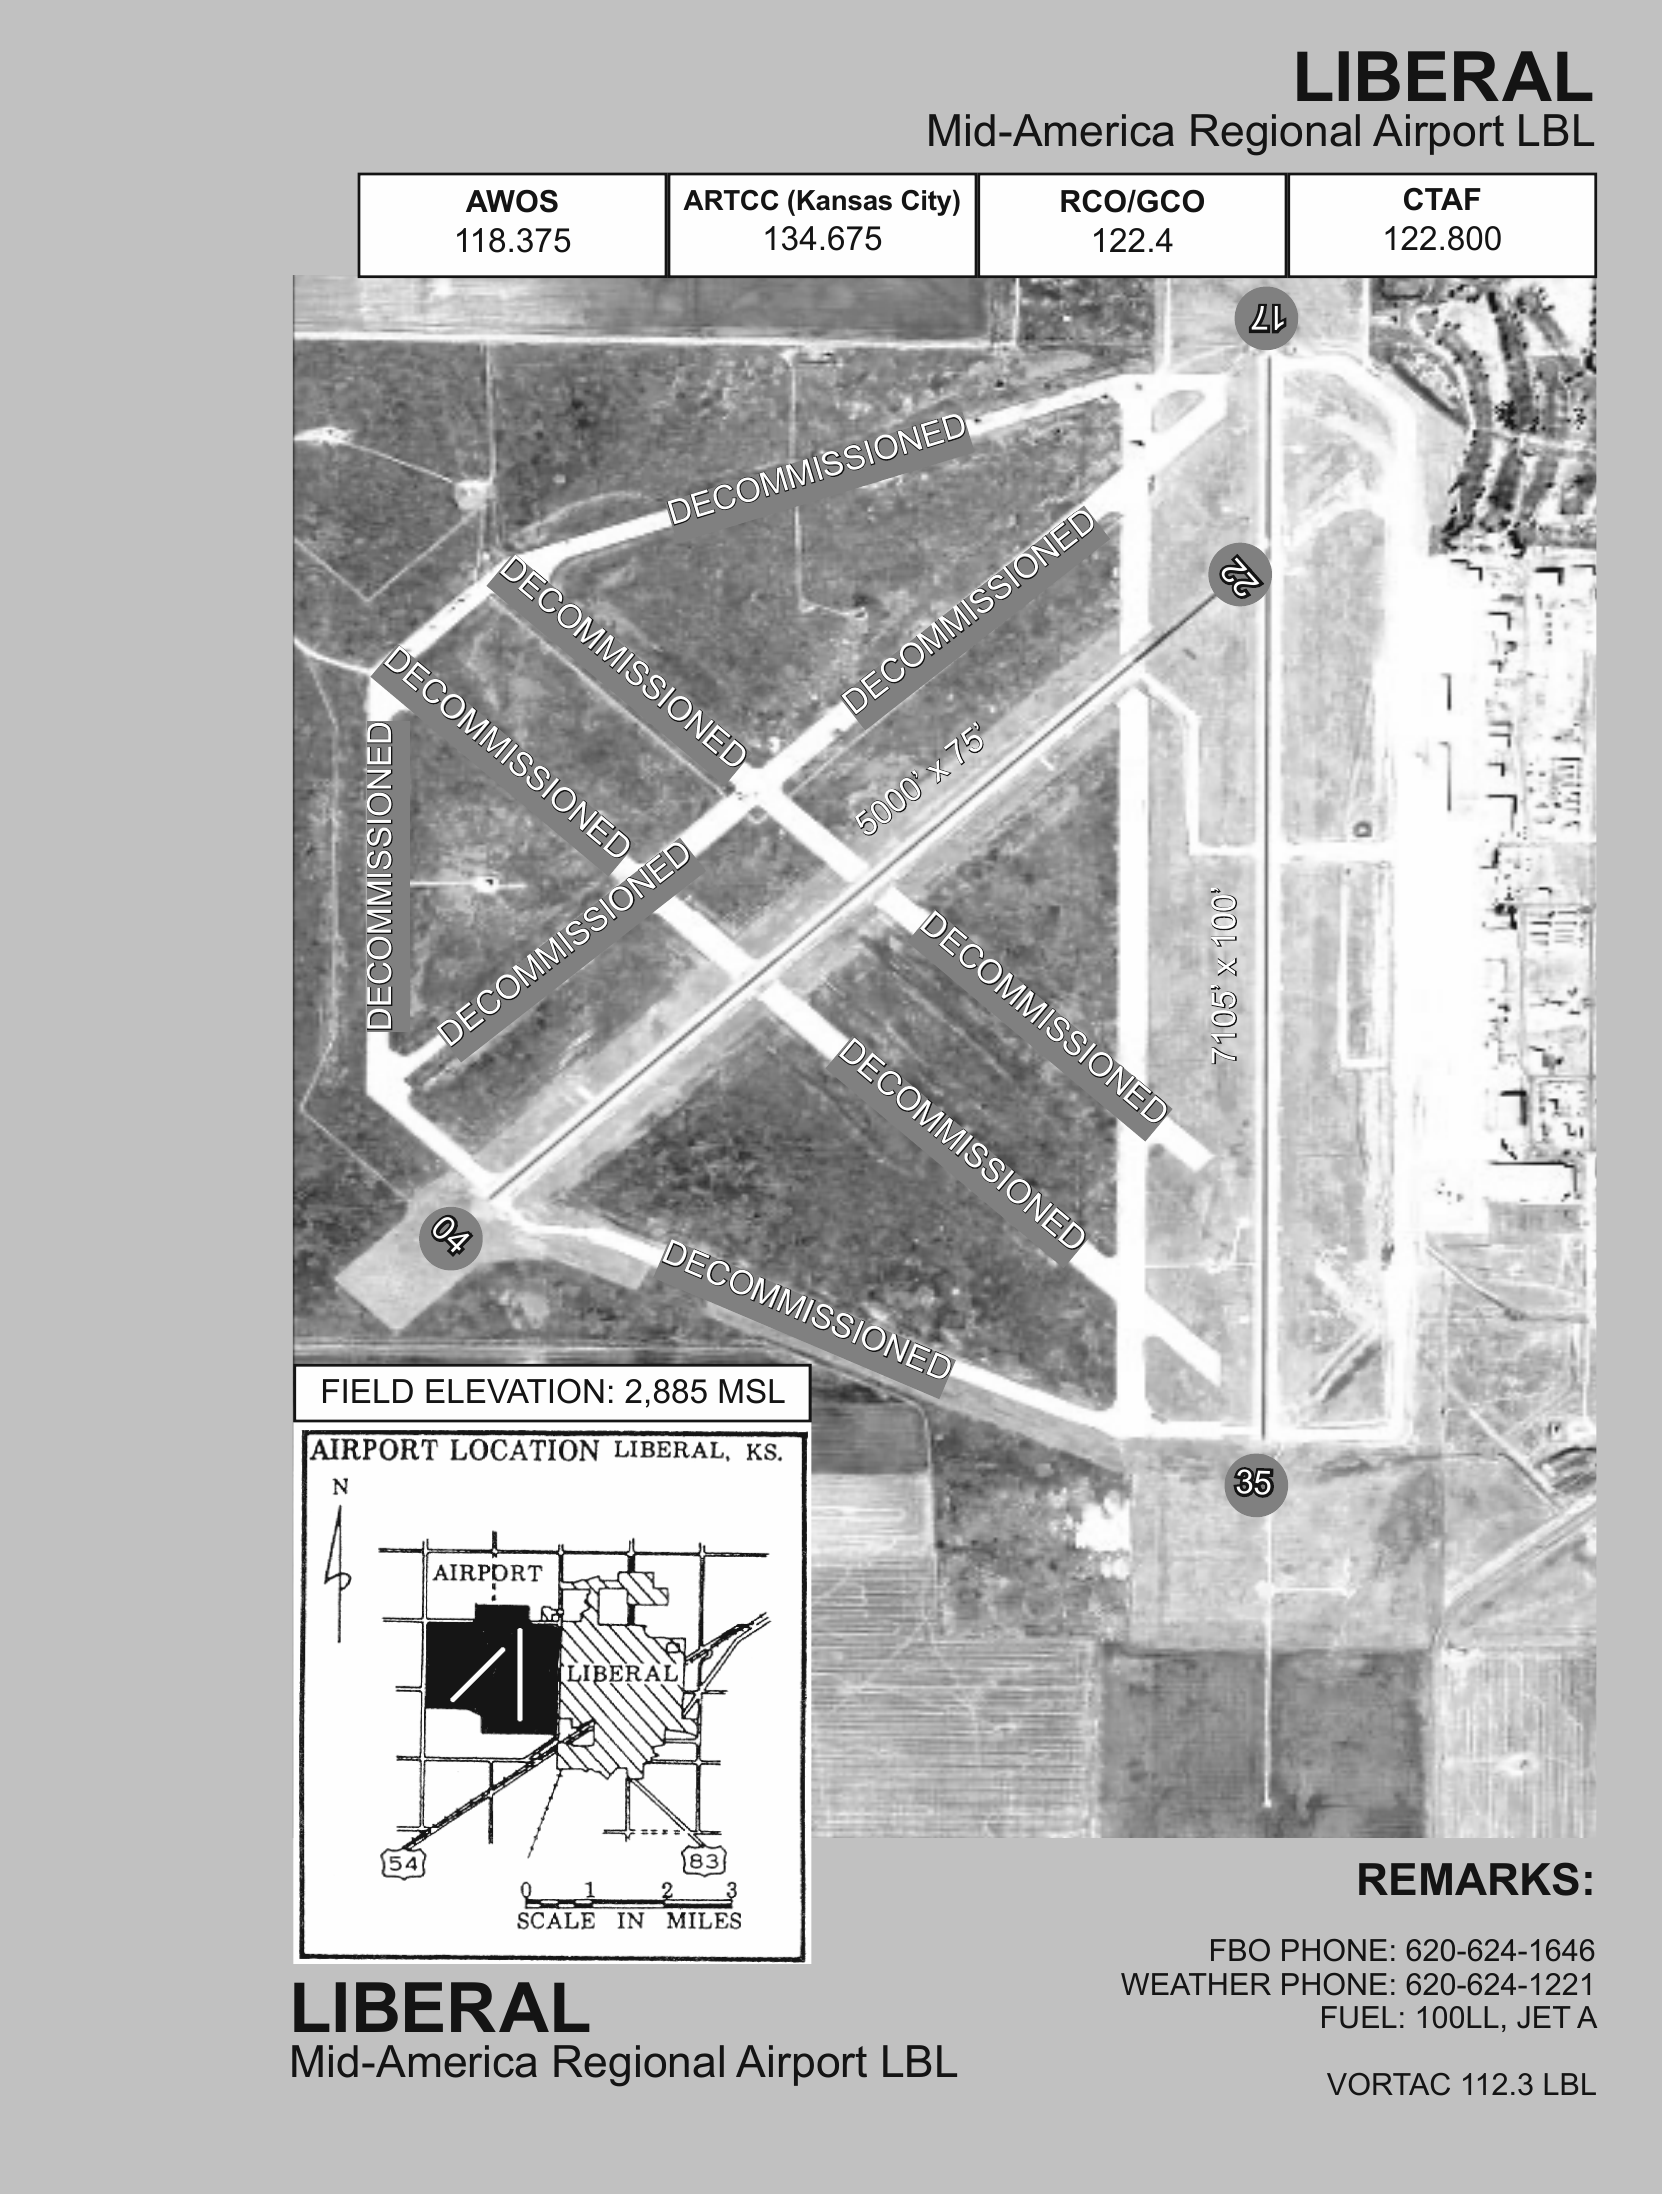 LIBERAL
Mid-America Regional Airport LBL
AWOS
118.375
ARTCC (Kansas City)
134.675
RCO/GCO
122.4
CTAF
122.800
17
DECOMMISSIONED
DECOMMISSIONED
DECOMMISSIONED
22
DECOMMISSIONED
DECOMMISSIONED
5000’ x 75’
DECOMMISSIONED
7105’ x 100’
DECOMMISSIONED
DECOMMISSIONED
04
DECOMMISSIONED
35
FIELD ELEVATION: 2,885 MSL
AIRPORT LOCATION LIBERAL, KS.
N
AIRPORT
LIBERAL
54
83
0 1 2 3
SCALE IN MILES
REMARKS:
FBO PHONE: 620-624-1646
WEATHER PHONE: 620-624-1221
FUEL: 100LL, JET A
VORTAC 112.3 LBL
LIBERAL
Mid-America Regional Airport LBL